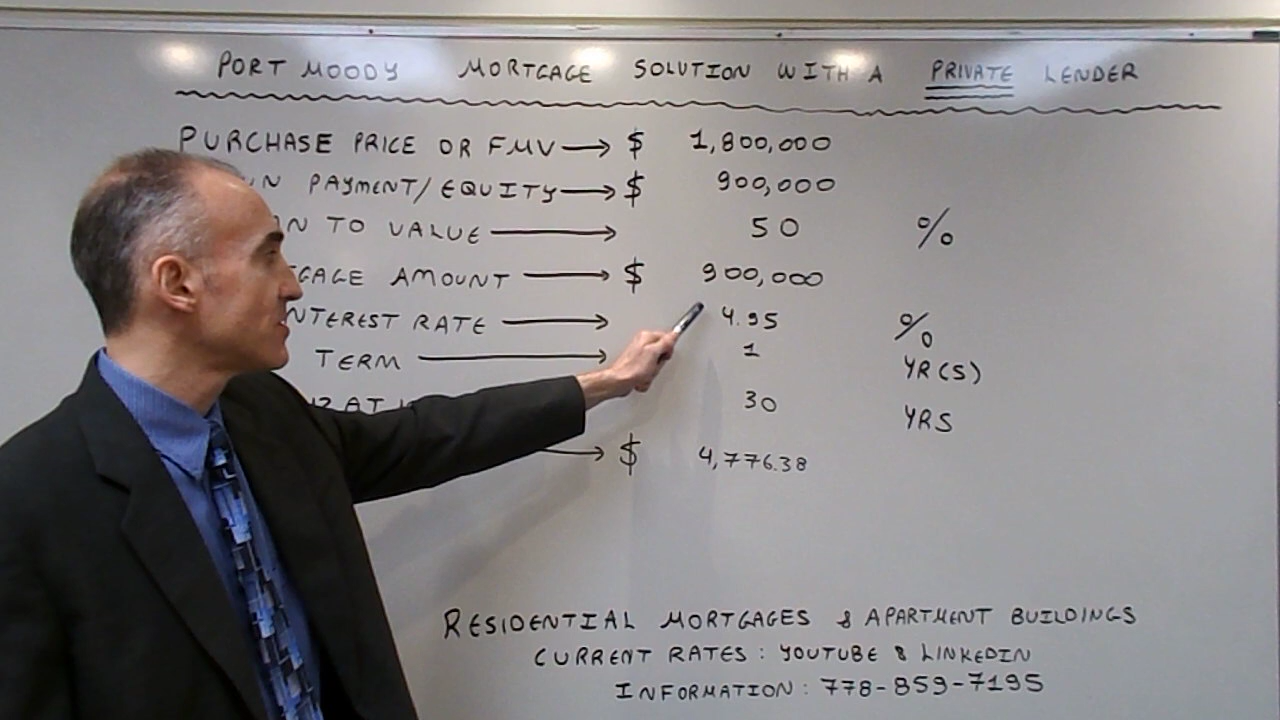 PORT MOODY MORTGAGE SOLUTION WITH A PRIVATE LENDER
PURCHASE PRICE OR FMV → $ 1,800,000
PAYMENT/EQUITY → $ 900,000
TO VALUE → 50 %
AMOUNT → $ 900,000
INTEREST RATE → 4.95 %
TERM → 1 YR(S)
30 YRS
→ $ 4,776.38
RESIDENTIAL MORTGAGES & APARTMENT BUILDINGS
CURRENT RATES: YOUTUBE & LINKEDIN
INFORMATION: 778-859-7195